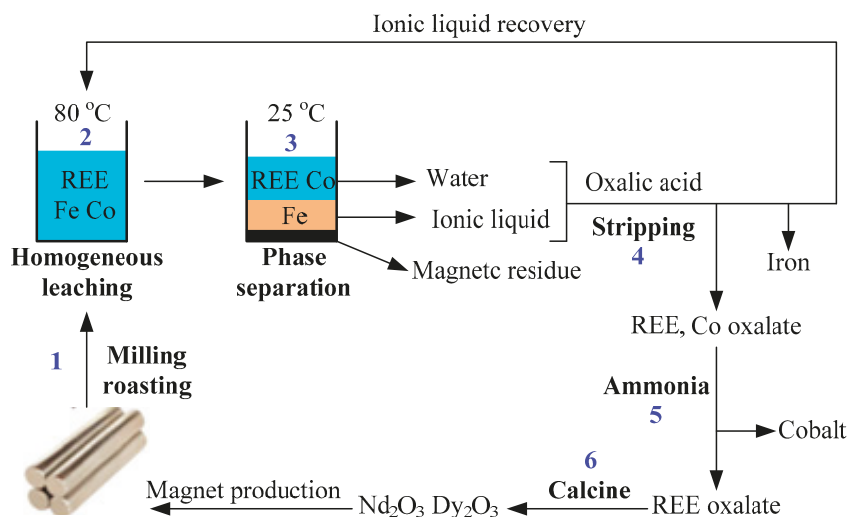 Ionic liquid recovery
80 °C
2
REE
Fe Co
Homogeneous
leaching
25 °C
3
REE Co
Fe
Phase
separation
Water
Ionic liquid
Magnetc residue
Oxalic acid
Stripping
4
Iron
REE, Co oxalate
1
Milling
roasting
Ammonia
5
Cobalt
REE oxalate
6
Calcine
Nd₂O₃ Dy₂O₃
Magnet production